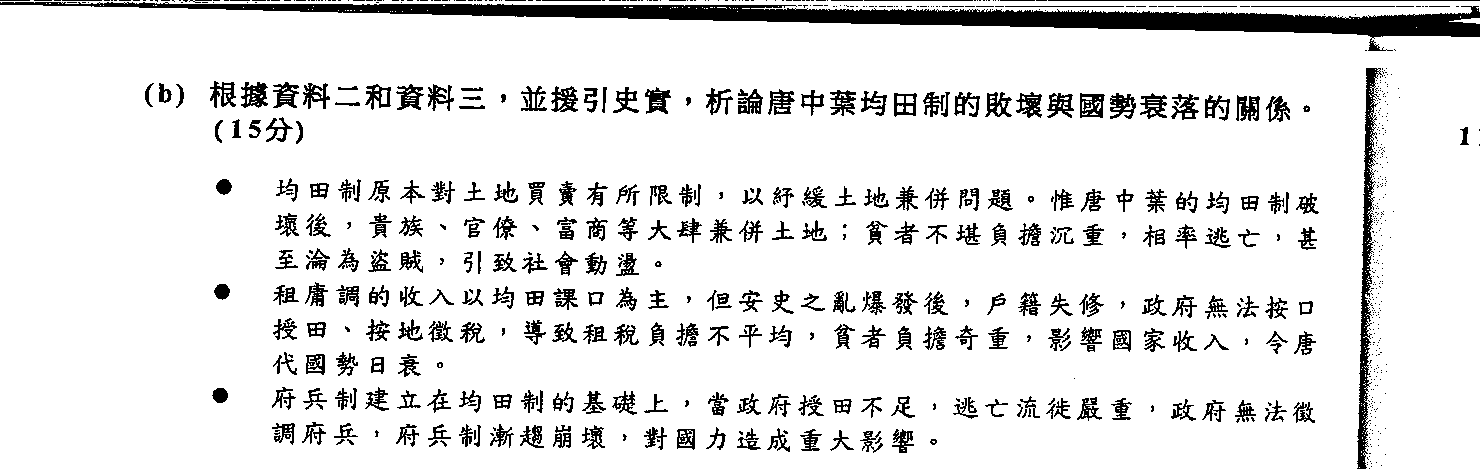 (b) 根據資料二和資料三，並援引史實，析論唐中葉均田制的敗壞與國勢衰落的關係。
(15分)
● 均田制原本對土地買賣有所限制，以紓緩土地兼併問題。惟唐中葉的均田制破
壞後，貴族、官僚、富商等大肆兼併土地；貧者不堪負擔沉重，相率逃亡，甚
至淪為盜賊，引致社會動盪。
● 租庸調的收入以均田課口為主，但安史之亂爆發後，戶籍失修，政府無法按口
授田、按地徵稅，導致租稅負擔不平均，貧者負擔奇重，影響國家收入，令唐
代國勢日衰。
● 府兵制建立在均田制的基礎上，當政府授田不足，逃亡流徙嚴重，政府無法徵
調府兵，府兵制漸趨崩壞，對國力造成重大影響。